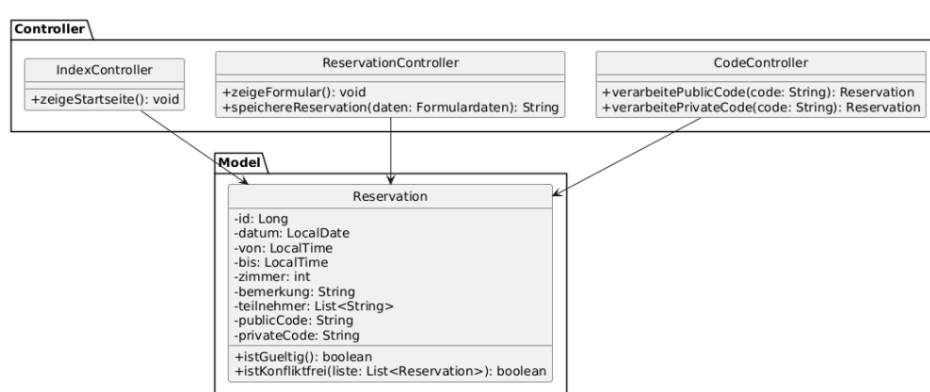 Controller
IndexController
+zeigeStartseite(): void
ReservationController
+zeigeFormular(): void
+speichereReservation(daten: Formulardaten): String
CodeController
+verarbeitePublicCode(code: String): Reservation
+verarbeitePrivateCode(code: String): Reservation
Model
Reservation
-id: Long
-datum: LocalDate
-von: LocalTime
-bis: LocalTime
-zimmer: int
-bemerkung: String
-teilnehmer: List<String>
-publicCode: String
-privateCode: String
+istGueltig(): boolean
+istKonfliktfrei(liste: List<Reservation>): boolean